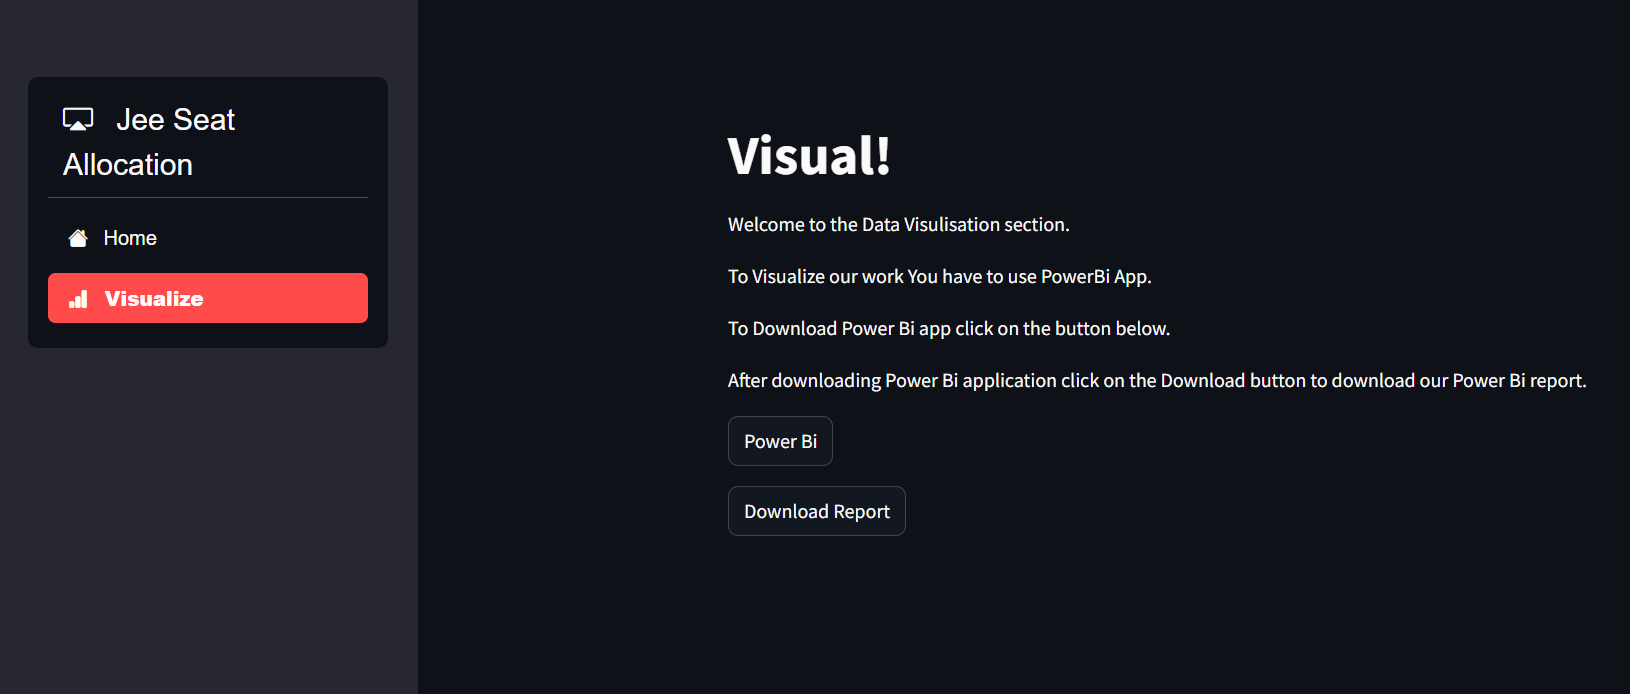 Jee Seat
Allocation
Home
Visualize
Visual!
Welcome to the Data Visulisation section.
To Visualize our work You have to use PowerBi App.
To Download Power Bi app click on the button below.
After downloading Power Bi application click on the Download button to download our Power Bi report.
Power Bi
Download Report